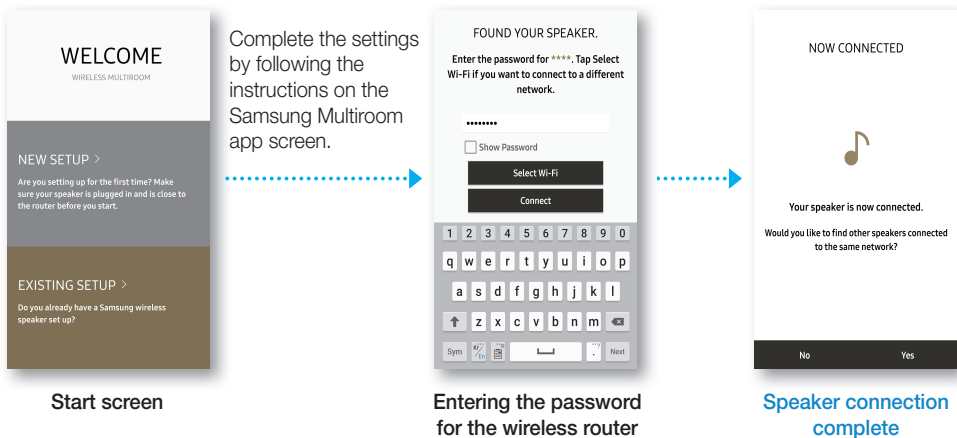 WELCOME
WIRELESS MULTIROOM
NEW SETUP >
Are you setting up for the first time? Make
sure your speaker is plugged in and is close to
the router before you start.
EXISTING SETUP >
Do you already have a Samsung wireless
speaker set up?
Start screen
Complete the settings
by following the
instructions on the
Samsung Multiroom
app screen.
FOUND YOUR SPEAKER.
Enter the password for ****. Tap Select
Wi-Fi if you want to connect to a different
network.
••••••••
Show Password
Select Wi-Fi
Connect
1 2 3 4 5 6 7 8 9 0
q w e r t y u i o p
a s d f g h j k l
z x c v b n m
Sym Kr/En . Next
Entering the password
for the wireless router
NOW CONNECTED
Your speaker is now connected.
Would you like to find other speakers connected
to the same network?
No Yes
Speaker connection
complete